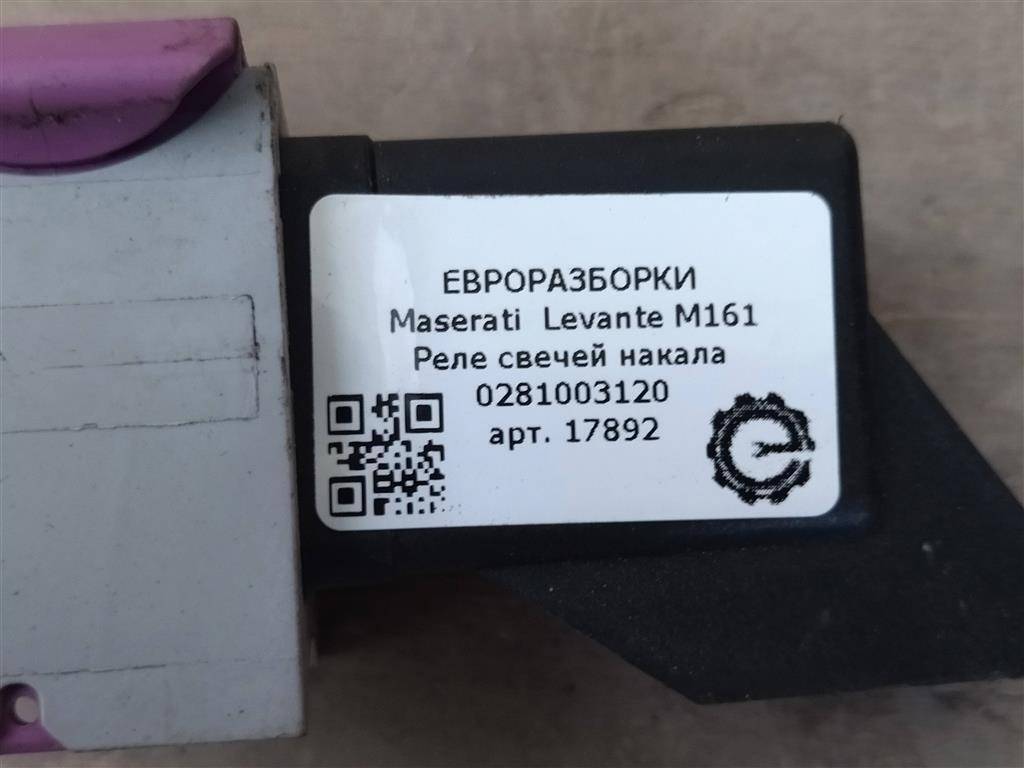 ЕВРОРАЗБОРКИ
Maserati Levante M161
Реле свечей накала
0281003120
арт. 17892